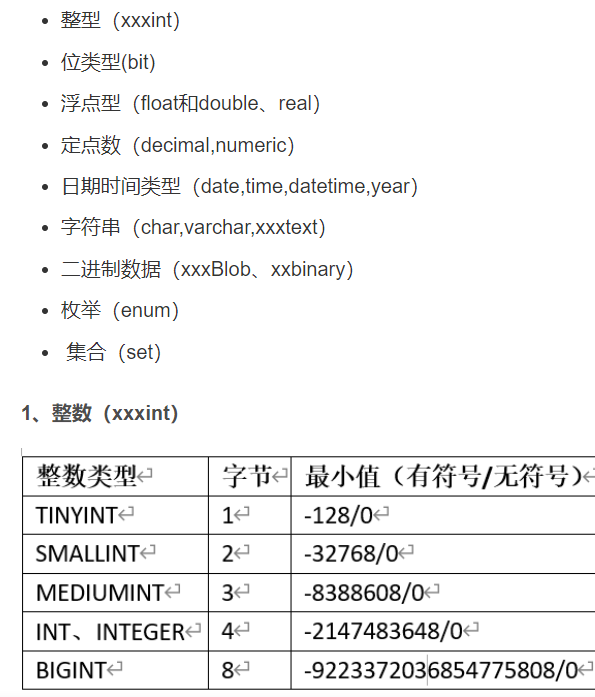 整型（xxxint）
位类型(bit)
浮点型（float和double、real）
定点数（decimal,numeric）
日期时间类型（date,time,datetime,year）
字符串（char,varchar,xxxtext）
二进制数据（xxxBlob、xxbinary）
枚举（enum）
集合（set）
1、整数（xxxint）
整数类型 字节 最小值（有符号/无符号）
TINYINT 1 -128/0
SMALLINT 2 -32768/0
MEDIUMINT 3 -8388608/0
INT、INTEGER 4 -2147483648/0
BIGINT 8 -9223372036854775808/0